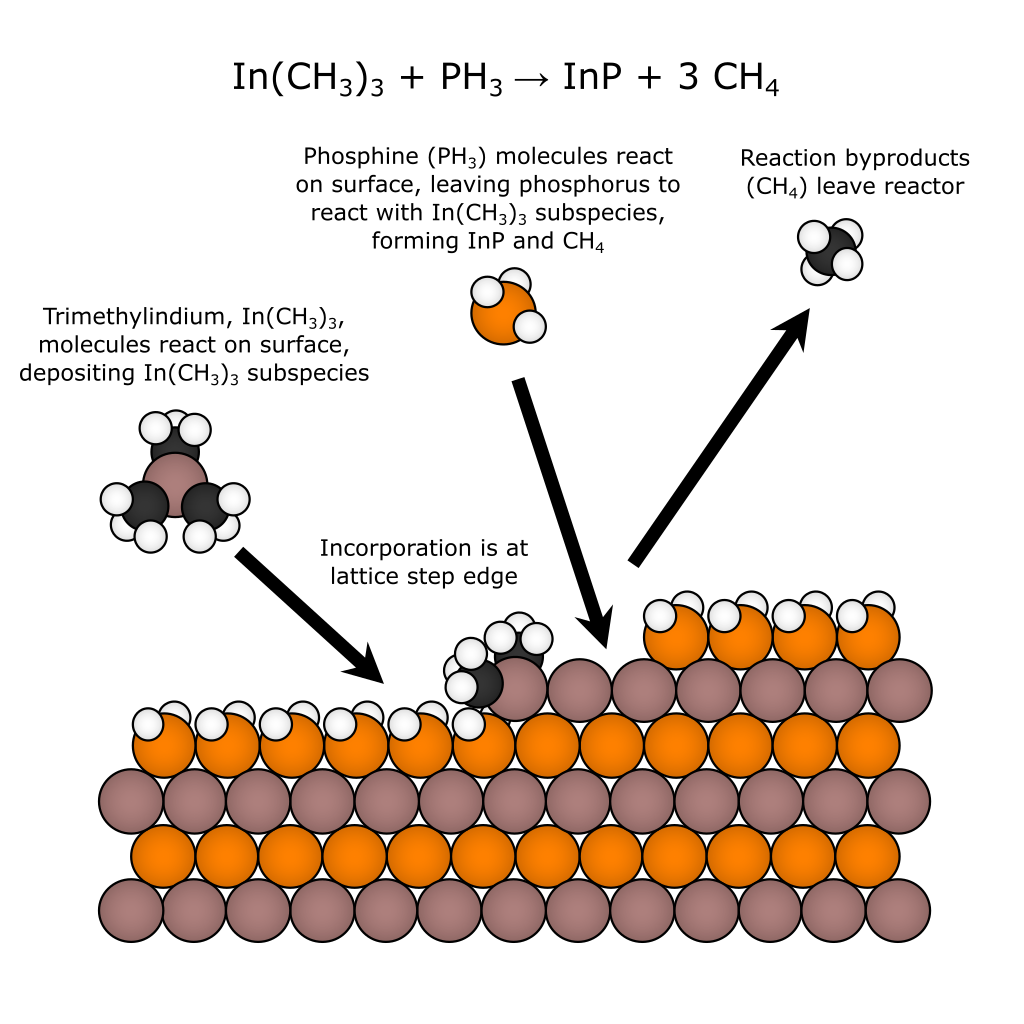 In(CH₃)₃ + PH₃ → InP + 3 CH₄
Phosphine (PH₃) molecules react
on surface, leaving phosphorus to
react with In(CH₃)₃ subspecies,
forming InP and CH₄
Reaction byproducts
(CH₄) leave reactor
Trimethylindium, In(CH₃)₃,
molecules react on surface,
depositing In(CH₃)₃ subspecies
Incorporation is at
lattice step edge